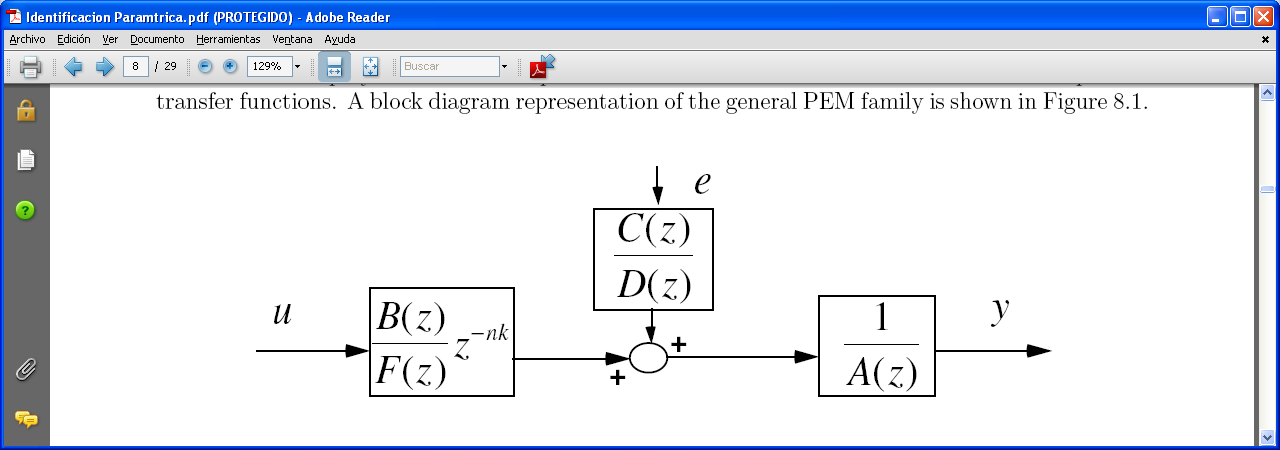 Identificacion Paramtrica.pdf (PROTEGIDO) - Adobe Reader
Archivo Edición Ver Documento Herramientas Ventana Ayuda
8 / 29 129% Buscar
transfer functions. A block diagram representation of the general PEM family is shown in Figure 8.1.
e
C(z)
D(z)
u
B(z)
F(z)
z^{-nk}
+
+
1
A(z)
y